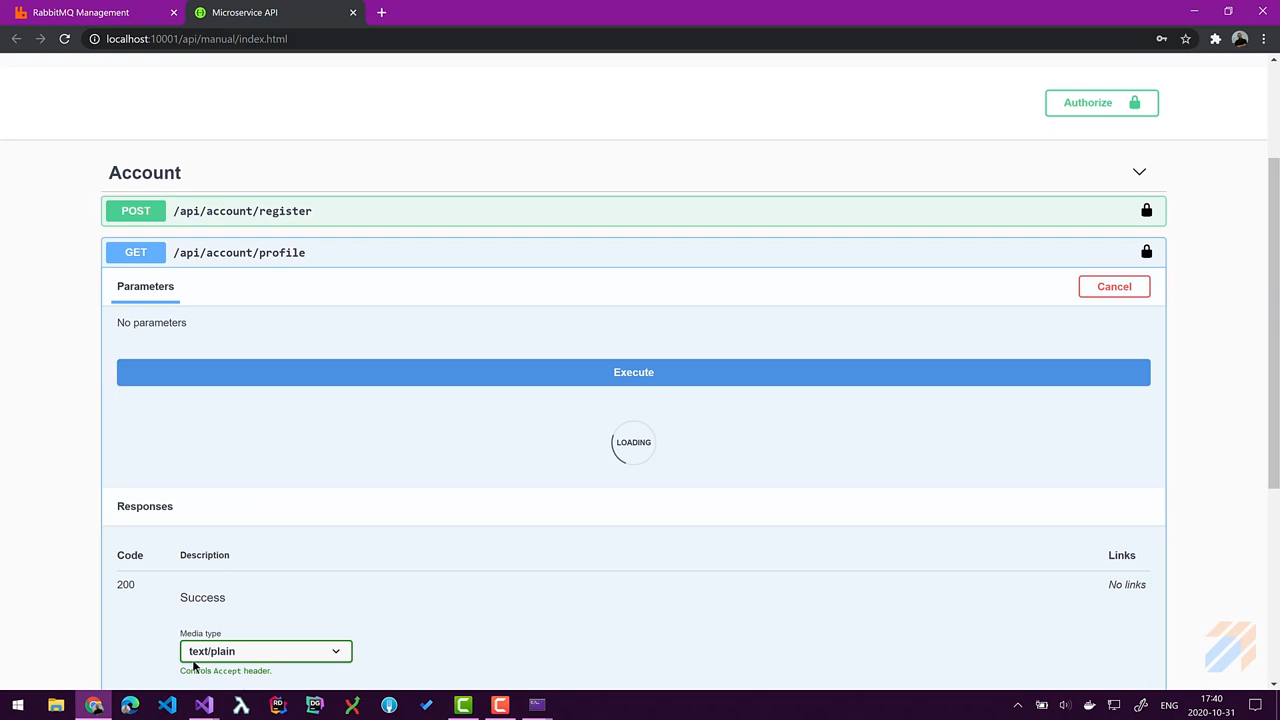 RabbitMQ Management
Microservice API
localhost:10001/api/manual/index.html
Authorize
Account
POST /api/account/register
GET /api/account/profile
Parameters
Cancel
No parameters
Execute
LOADING
Responses
Code Description Links
200 Success No links
Media type
text/plain
Controls Accept header.
RD
DG
ENG
17:40
2020-10-31